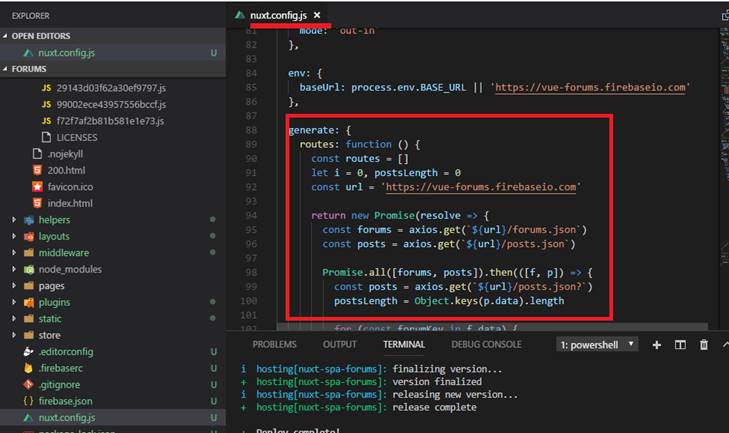 EXPLORER
OPEN EDITORS
nuxt.config.js U
FORUMS
JS 29143d03f62a30ef9797.js
JS 99002ece43957556bccf.js
JS f72f7af2b81b581e1e73.js
LICENSES
.nojekyll
200.html
favicon.ico
index.html
helpers
layouts
middleware
node_modules
pages
plugins
static
store
.editorconfig U
.firebaserc U
.gitignore U
firebase.json U
nuxt.config.js U
package-lock.json U
nuxt.config.js ×
81 mode: 'out-in'
82 },
83
84 env: {
85 baseUrl: process.env.BASE_URL || 'https://vue-forums.firebaseio.com'
86 },
87
88 generate: {
89 routes: function () {
90 const routes = []
91 let i = 0, postsLength = 0
92 const url = 'https://vue-forums.firebaseio.com'
93
94 return new Promise(resolve => {
95 const forums = axios.get(`${url}/forums.json`)
96 const posts = axios.get(`${url}/posts.json`)
97
98 Promise.all([forums, posts]).then(([f, p]) => {
99 const posts = axios.get(`${url}/posts.json?`)
100 postsLength = Object.keys(p.data).length
101
102 for (const forumKey in f.data) {
PROBLEMS OUTPUT TERMINAL DEBUG CONSOLE 1: powershell
i hosting[nuxt-spa-forums]: finalizing version...
+ hosting[nuxt-spa-forums]: version finalized
i hosting[nuxt-spa-forums]: releasing new version...
+ hosting[nuxt-spa-forums]: release complete
+ Deploy complete!